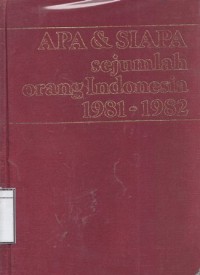 APA & SIAPA
sejumlah
orang Indonesia
1981-1982